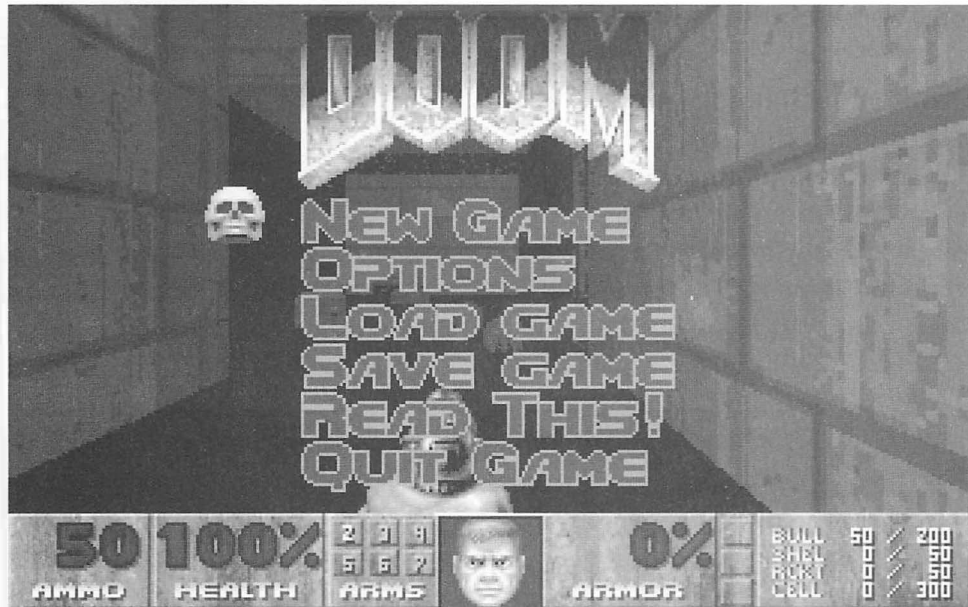 DOOM
NEW GAME
OPTIONS
LOAD GAME
SAVE GAME
READ THIS!
QUIT GAME
50 100% 2 3 4 0% BULL 50 / 200
SHEL 0 / 50
5 6 7 RCKT 0 / 50
AMMO HEALTH ARMS ARMOR CELL 0 / 300